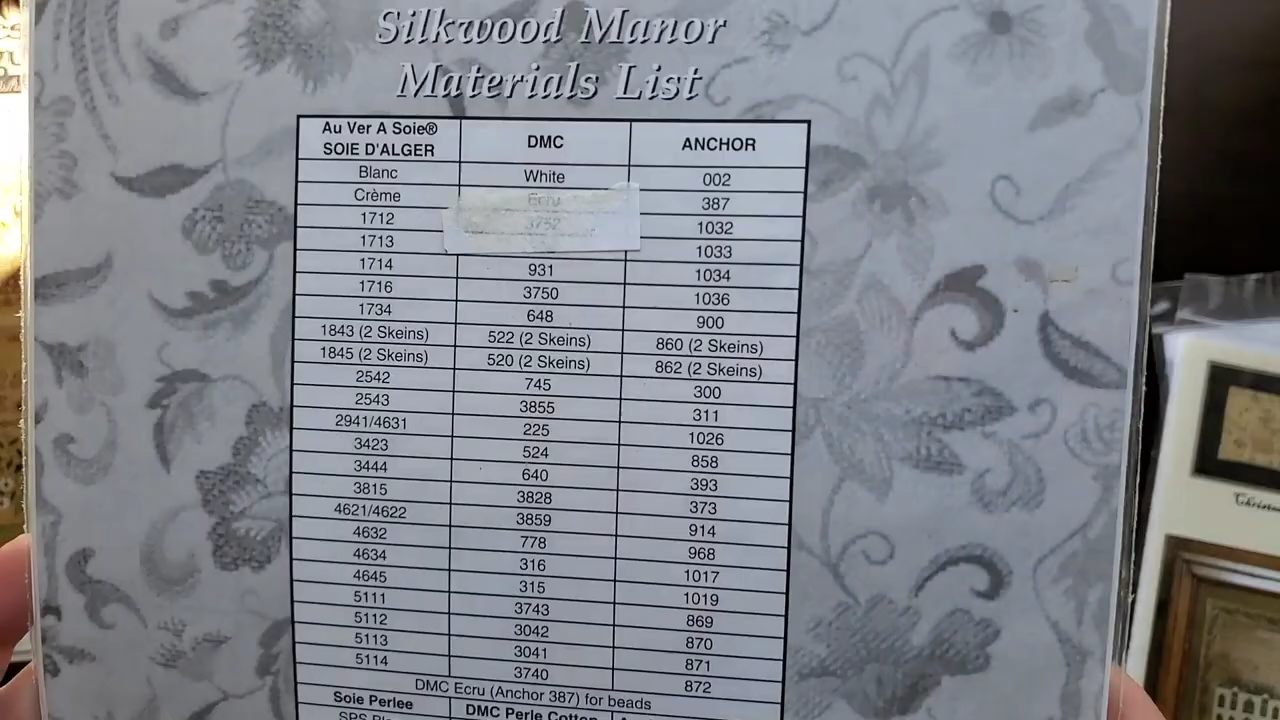 Silkwood Manor
Materials List
Au Ver A Soie® SOIE D'ALGER DMC ANCHOR
Blanc White 002
Crème Ecru 387
1712 3752 1032
1713 1033
1714 931 1034
1716 3750 1036
1734 648 900
1843 (2 Skeins) 522 (2 Skeins) 860 (2 Skeins)
1845 (2 Skeins) 520 (2 Skeins) 862 (2 Skeins)
2542 745 300
2543 3855 311
2941/4631 225 1026
3423 524 858
3444 640 393
3815 3828 373
4621/4622 3859 914
4632 778 968
4634 316 1017
4645 315 1019
5111 3743 869
5112 3042 870
5113 3041 871
5114 3740 872
DMC Ecru (Anchor 387) for beads
Soie Perlee DMC Perle Cotton